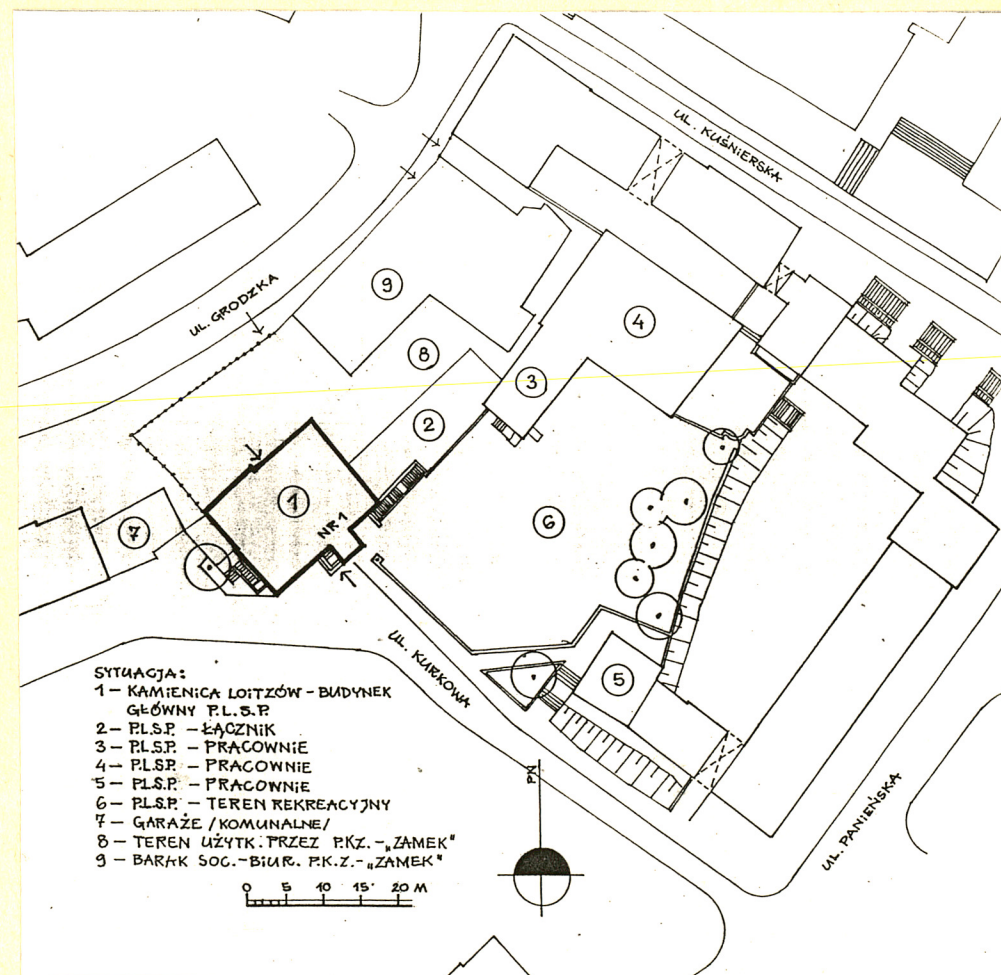 UL. KUŚNIERSKA
UL. GRODZKA
9
4
8
3
2
1
NR 1
6
7
UL. KURKOWA
5
UL. PANIEŃSKA
SYTUACJA:
1 – KAMIENICA LOITZÓW – BUDYNEK
GŁÓWNY P.L.S.P.
2 – P.L.S.P. – ŁĄCZNIK
3 – P.L.S.P. – PRACOWNIE
4 – P.L.S.P. – PRACOWNIE
5 – P.L.S.P. – PRACOWNIE
6 – P.L.S.P. – TEREN REKREACYJNY
7 – GARAŻE /KOMUNALNE/
8 – TEREN UŻYTK. PRZEZ P.K.Z. – „ZAMEK"
9 – BARAK SOC.-BIUR. P.K.Z. – „ZAMEK"
0 5 10 15 20 M
PN